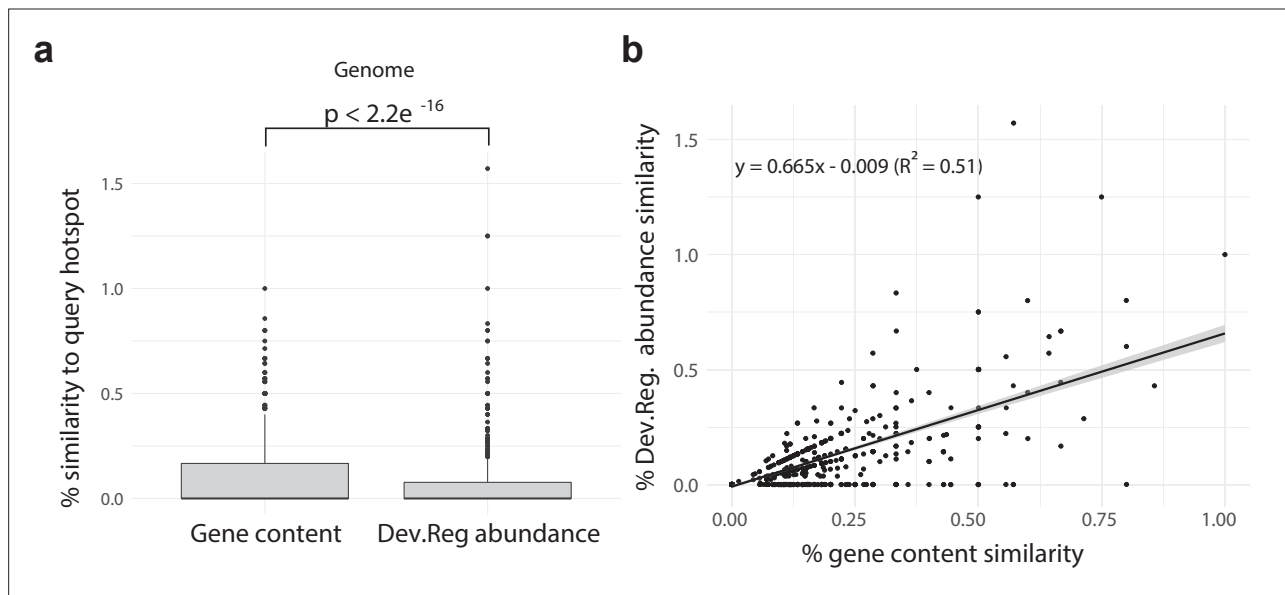 a
Genome
p < 2.2e -16
% similarity to query hotspot
1.5
1.0
0.5
0.0
Gene content
Dev.Reg abundance
b
% Dev.Reg. abundance similarity
1.5
1.0
0.5
0.0
y = 0.665x - 0.009 (R² = 0.51)
0.00
0.25
0.50
0.75
1.00
% gene content similarity